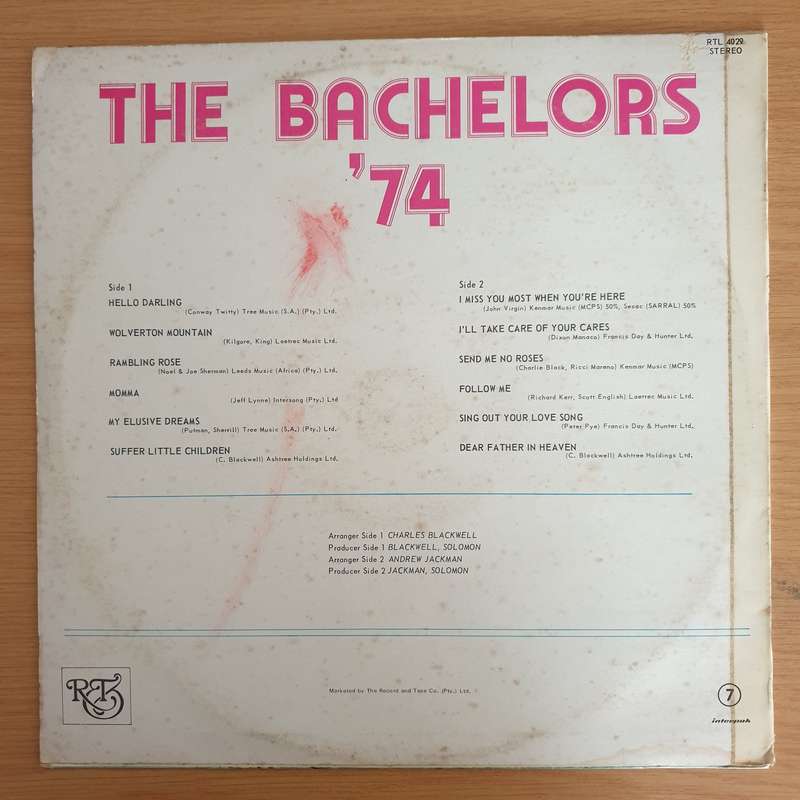 RTL 4029
STEREO
THE BACHELORS
'74
Side 1
HELLO DARLING
(Conway Twitty) Tree Music (S.A.) (Pty.) Ltd.
WOLVERTON MOUNTAIN
(Kilgore, King) Laetrec Music Ltd.
RAMBLING ROSE
(Noel & Joe Sherman) Leeds Music (Africa) (Pty.) Ltd.
MOMMA
(Jeff Lynne) Intersong (Pty.) Ltd
MY ELUSIVE DREAMS
(Putman, Sherrill) Tree Music (S.A.) (Pty.) Ltd.
SUFFER LITTLE CHILDREN
(C. Blackwell) Ashtree Holdings Ltd.
Side 2
I MISS YOU MOST WHEN YOU'RE HERE
(John Virgin) Kenmar Music (MCPS) 50%, Sesac (SARRAL) 50%
I'LL TAKE CARE OF YOUR CARES
(Dixon Monaco) Francis Day & Hunter Ltd.
SEND ME NO ROSES
(Charlie Black, Ricci Mareno) Kenmar Music (MCPS)
FOLLOW ME
(Richard Kerr, Scott English) Laetrec Music Ltd.
SING OUT YOUR LOVE SONG
(Peter Pye) Francis Day & Hunter Ltd.
DEAR FATHER IN HEAVEN
(C. Blackwell) Ashtree Holdings Ltd.
Arranger Side 1 CHARLES BLACKWELL
Producer Side 1 BLACKWELL, SOLOMON
Arranger Side 2 ANDREW JACKMAN
Producer Side 2 JACKMAN, SOLOMON
Marketed by The Record and Tape Co. (Pty.) Ltd.
7
interpak